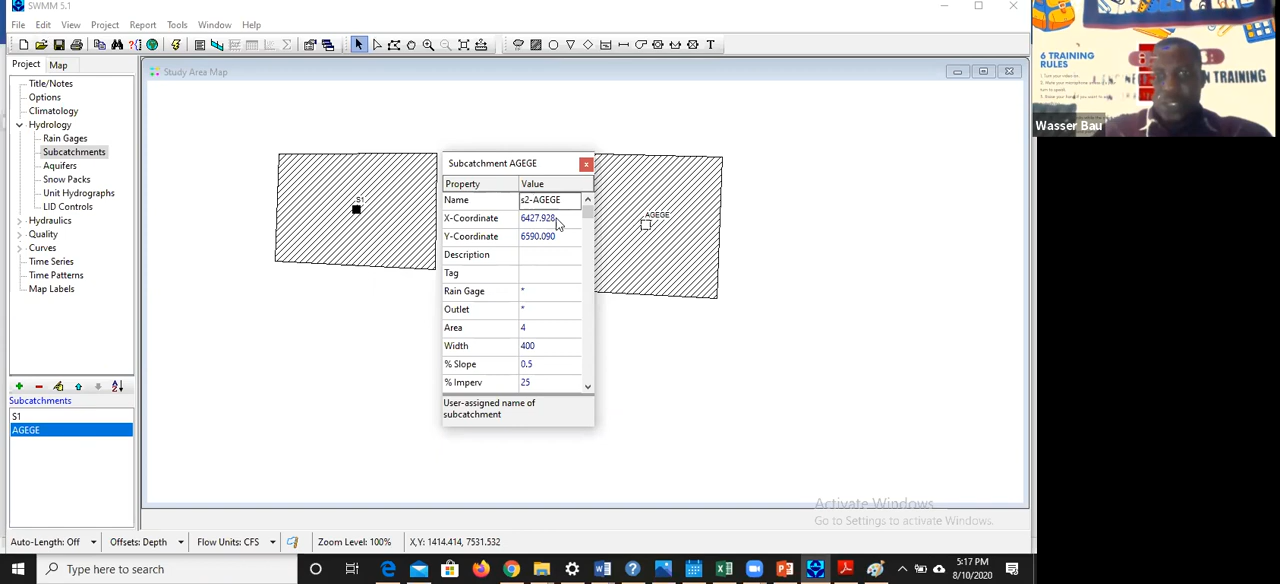 SWMM 5.1
File Edit View Project Report Tools Window Help
Project Map
Title/Notes
Options
Climatology
Hydrology
Rain Gages
Subcatchments
Aquifers
Snow Packs
Unit Hydrographs
LID Controls
Hydraulics
Quality
Curves
Time Series
Time Patterns
Map Labels
Subcatchments
S1
AGEGE
Study Area Map
S1
AGEGE
Subcatchment AGEGE
Property Value
Name s2-AGEGE
X-Coordinate 6427.928
Y-Coordinate 6590.090
Description
Tag
Rain Gage *
Outlet *
Area 4
Width 400
% Slope 0.5
% Imperv 25
User-assigned name of
subcatchment
Activate Windows
Go to Settings to activate Windows.
Auto-Length: Off Offsets: Depth Flow Units: CFS Zoom Level: 100% X,Y: 1414.414, 7531.532
Type here to search
5:17 PM
8/10/2020
6 TRAINING
RULES
TRAINING
Wasser Bau